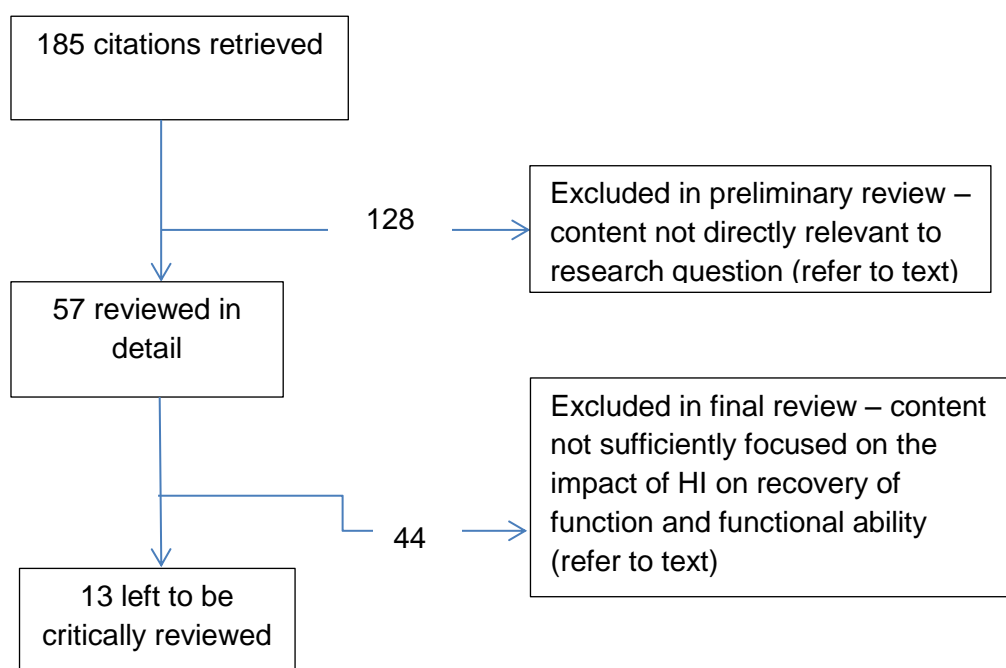 185 citations retrieved
128
Excluded in preliminary review –
content not directly relevant to
research question (refer to text)
57 reviewed in
detail
Excluded in final review – content
not sufficiently focused on the
impact of HI on recovery of
function and functional ability
(refer to text)
44
13 left to be
critically reviewed